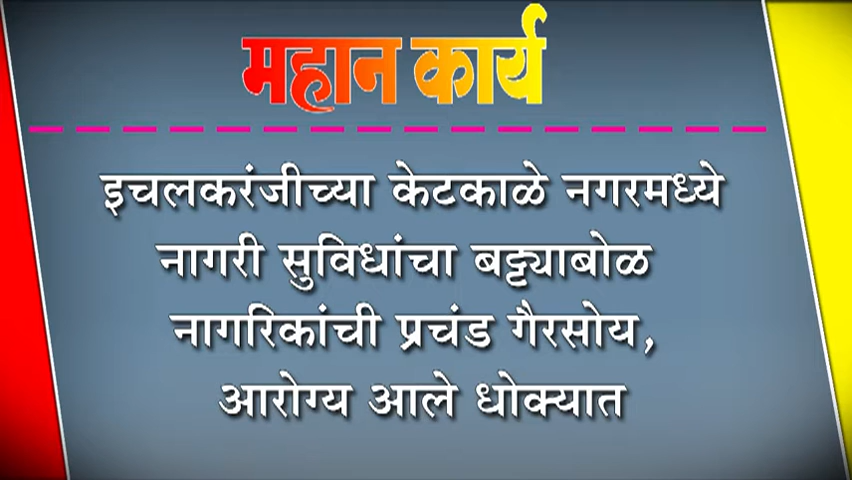 महान कार्य
इचलकरंजीच्या केटकाळे नगरमध्ये
नागरी सुविधांचा बट्ट्याबोळ
नागरिकांची प्रचंड गैरसोय,
आरोग्य आले धोक्यात